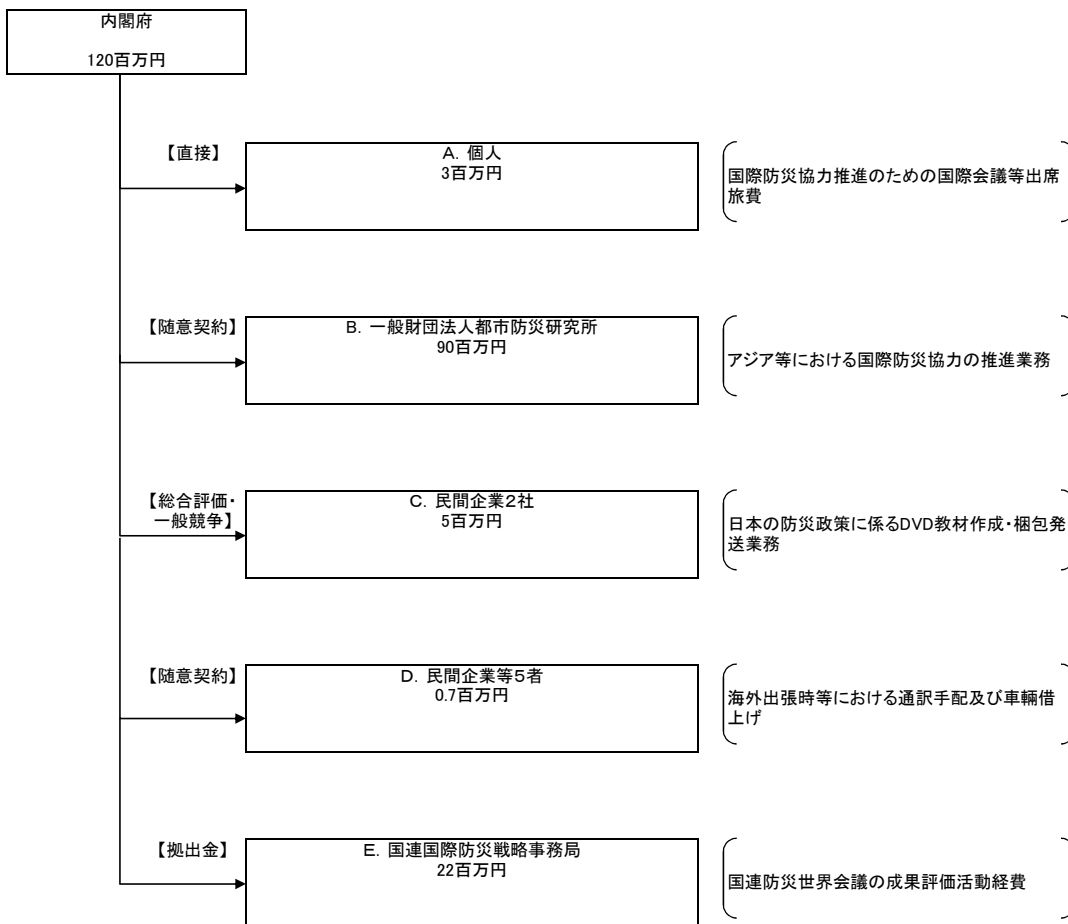 内閣府
120百万円
【直接】
A. 個人
3百万円
国際防災協力推進のための国際会議等出席
旅費
【随意契約】
B. 一般財団法人都市防災研究所
90百万円
アジア等における国際防災協力の推進業務
【総合評価・
一般競争】
C. 民間企業2社
5百万円
日本の防災政策に係るDVD教材作成・梱包発
送業務
【随意契約】
D. 民間企業等5者
0.7百万円
海外出張時等における通訳手配及び車輛借
上げ
【拠出金】
E. 国連国際防災戦略事務局
22百万円
国連防災世界会議の成果評価活動経費